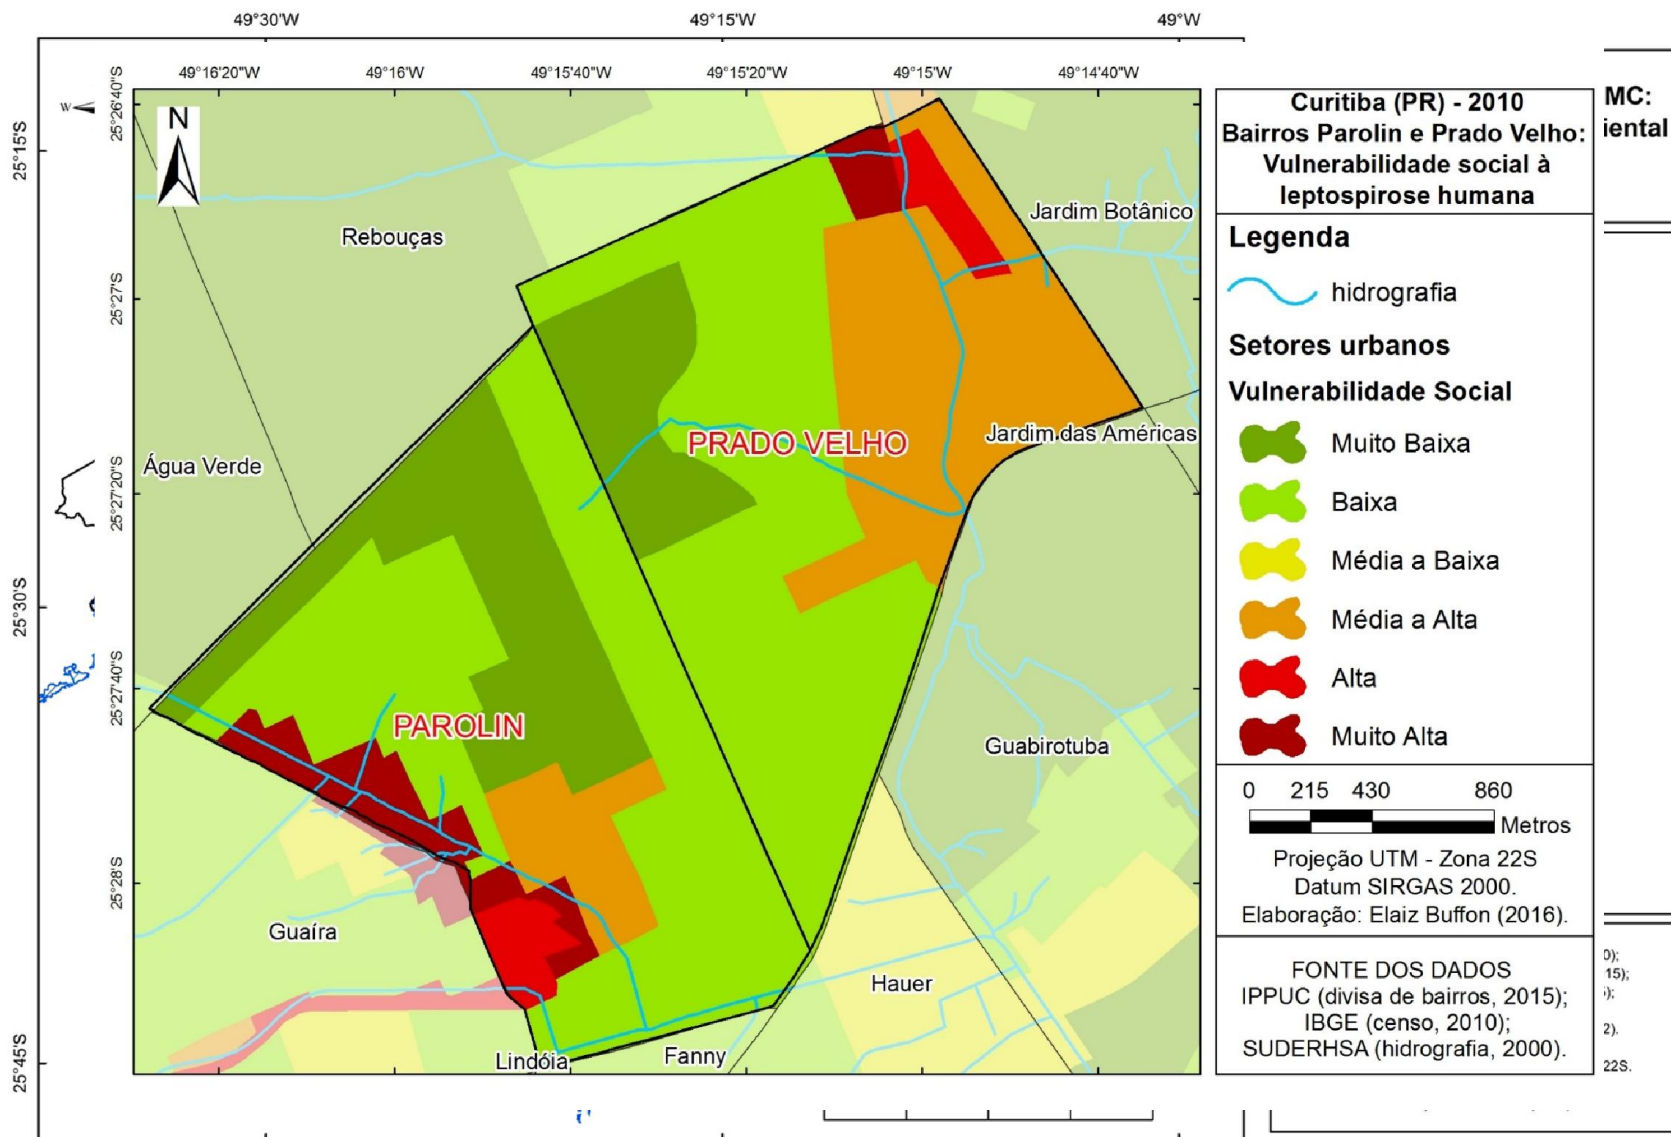 49°30'W 49°15'W 49°W
49°16'20"W 49°16'W 49°15'40"W 49°15'20"W 49°15'W 49°14'40"W
W
N
25°15'S
25°30'S
25°45'S
25°26'40"S
25°27'S
25°27'20"S
25°27'40"S
25°28'S
Rebouças
Jardim Botânico
Água Verde
PRADO VELHO
Jardim das Américas
PAROLIN
Guabirotuba
Guaíra
Hauer
Lindóia
Fanny
Curitiba (PR) - 2010
Bairros Parolin e Prado Velho:
Vulnerabilidade social à
leptospirose humana
Legenda
hidrografia
Setores urbanos
Vulnerabilidade Social
Muito Baixa
Baixa
Média a Baixa
Média a Alta
Alta
Muito Alta
0 215 430 860
Metros
Projeção UTM - Zona 22S
Datum SIRGAS 2000.
Elaboração: Elaiz Buffon (2016).
FONTE DOS DADOS
IPPUC (divisa de bairros, 2015);
IBGE (censo, 2010);
SUDERHSA (hidrografia, 2000).
MC:
iental
0);
15);
);
2).
22S.